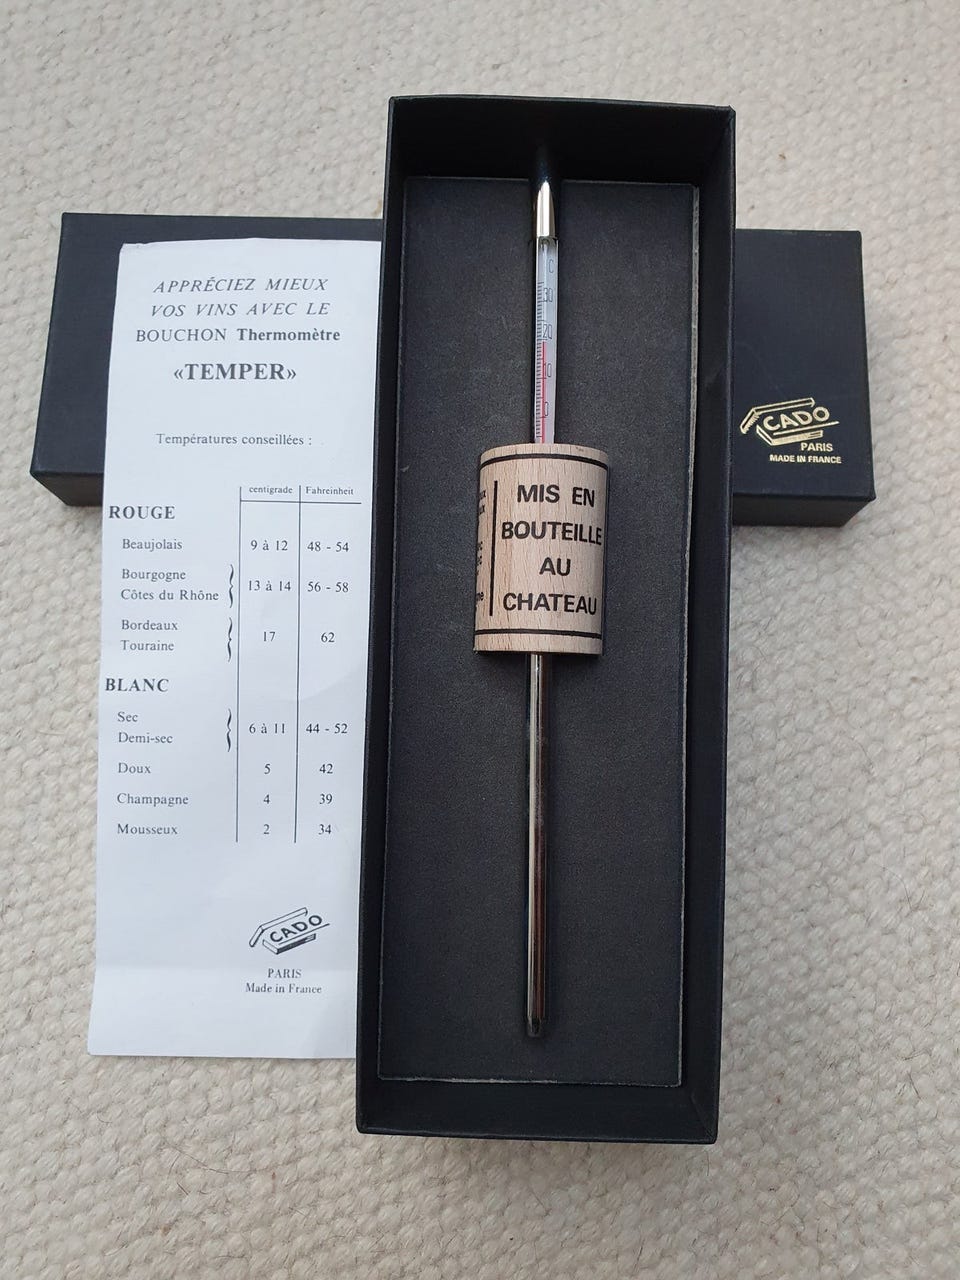 APPRÉCIEZ MIEUX
VOS VINS AVEC LE
BOUCHON Thermomètre
«TEMPER»
Températures conseillées :
centigrade Fahreinheit
ROUGE
Beaujolais 9 à 12 48 - 54
Bourgogne
Côtes du Rhône 13 à 14 56 - 58
Bordeaux
Touraine 17 62
BLANC
Sec
Demi-sec 6 à 11 44 - 52
Doux 5 42
Champagne 4 39
Mousseux 2 34
CADO
PARIS
Made in France
C
30
20
10
0
MIS EN
BOUTEILLE
AU
CHATEAU
CADO
PARIS
MADE IN FRANCE